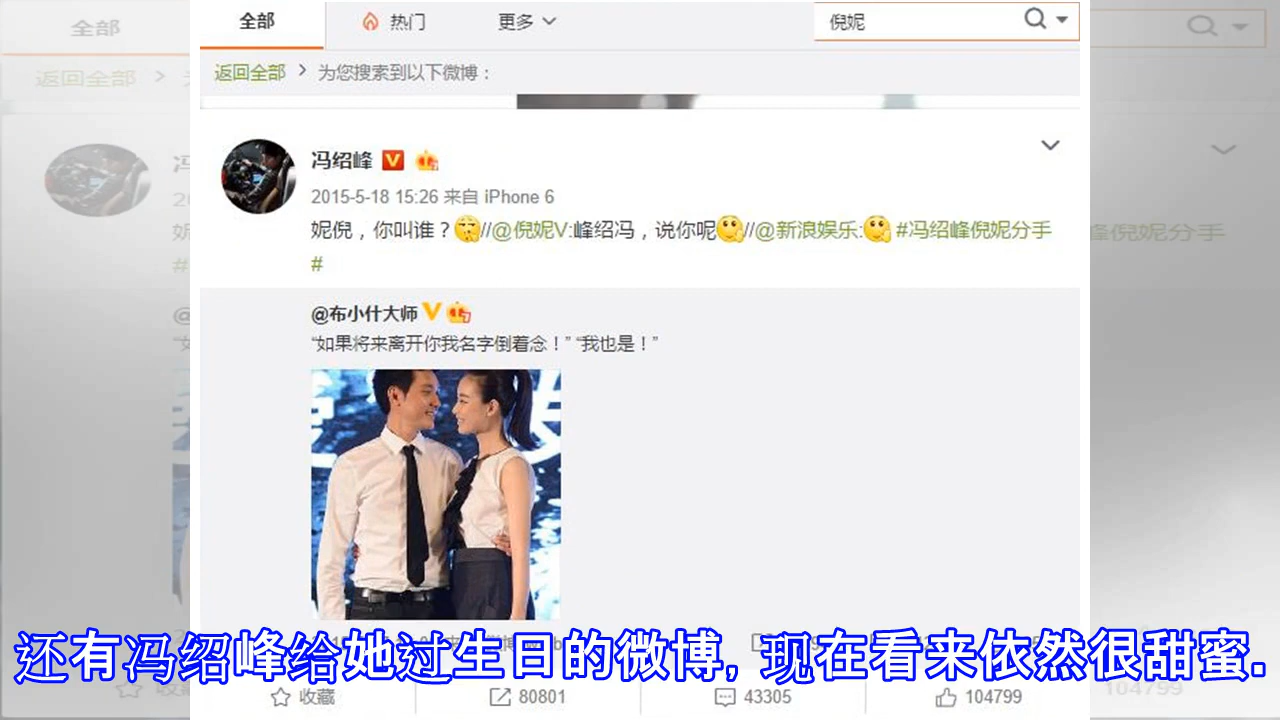 全部 热门 更多 倪妮
返回全部 > 为您搜索到以下微博：
冯绍峰
2015-5-18 15:26 来自 iPhone 6
妮倪，你叫谁？//@倪妮V:峰绍冯，说你呢//@新浪娱乐: #冯绍峰倪妮分手
#
@布小什大师
“如果将来离开你我名字倒着念！” “我也是！”
还有冯绍峰给她过生日的微博, 现在看来依然很甜蜜.
收藏 80801 43305 104799